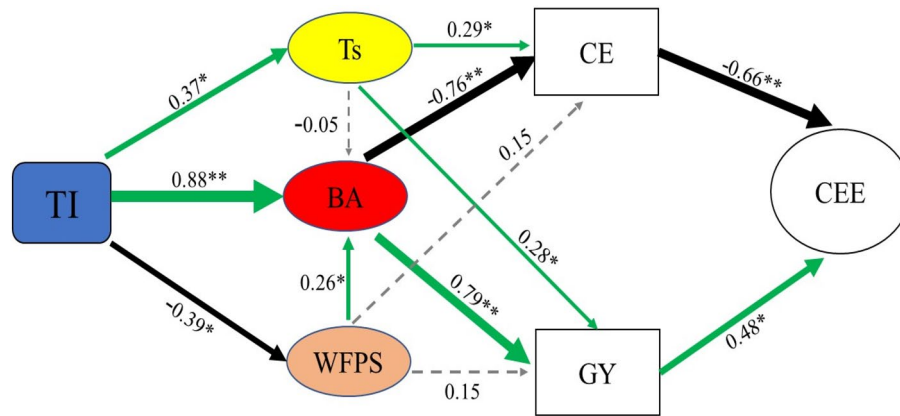 Ts
0.29*
CE
0.37*
-0.05
-0.76**
-0.66**
0.15
TI
0.88**
BA
CEE
0.26*
0.28*
-0.39*
0.79**
WFPS
0.15
GY
0.48*